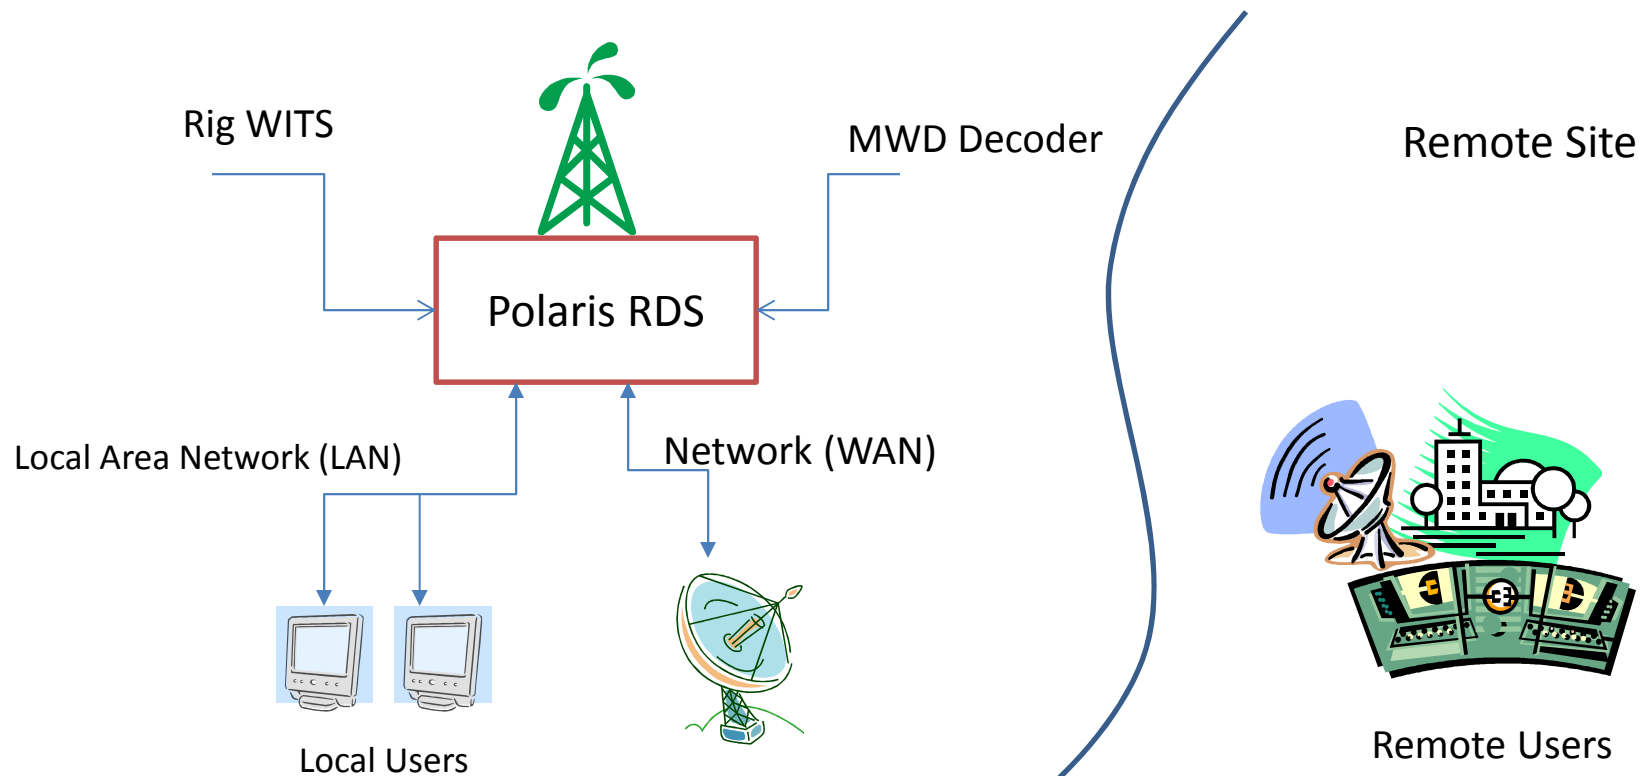 Rig WITS
MWD Decoder
Remote Site
Polaris RDS
Local Area Network (LAN)
Network (WAN)
Local Users
Remote Users